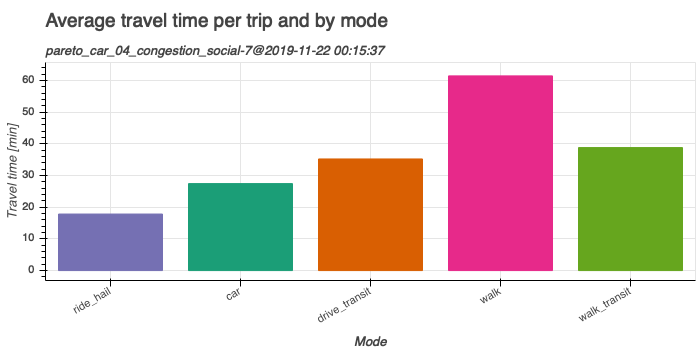 Average travel time per trip and by mode
pareto_car_04_congestion_social-7@2019-11-22 00:15:37
Travel time [min]
60
50
40
30
20
10
0
ride_hail
car
drive_transit
walk
walk_transit
Mode